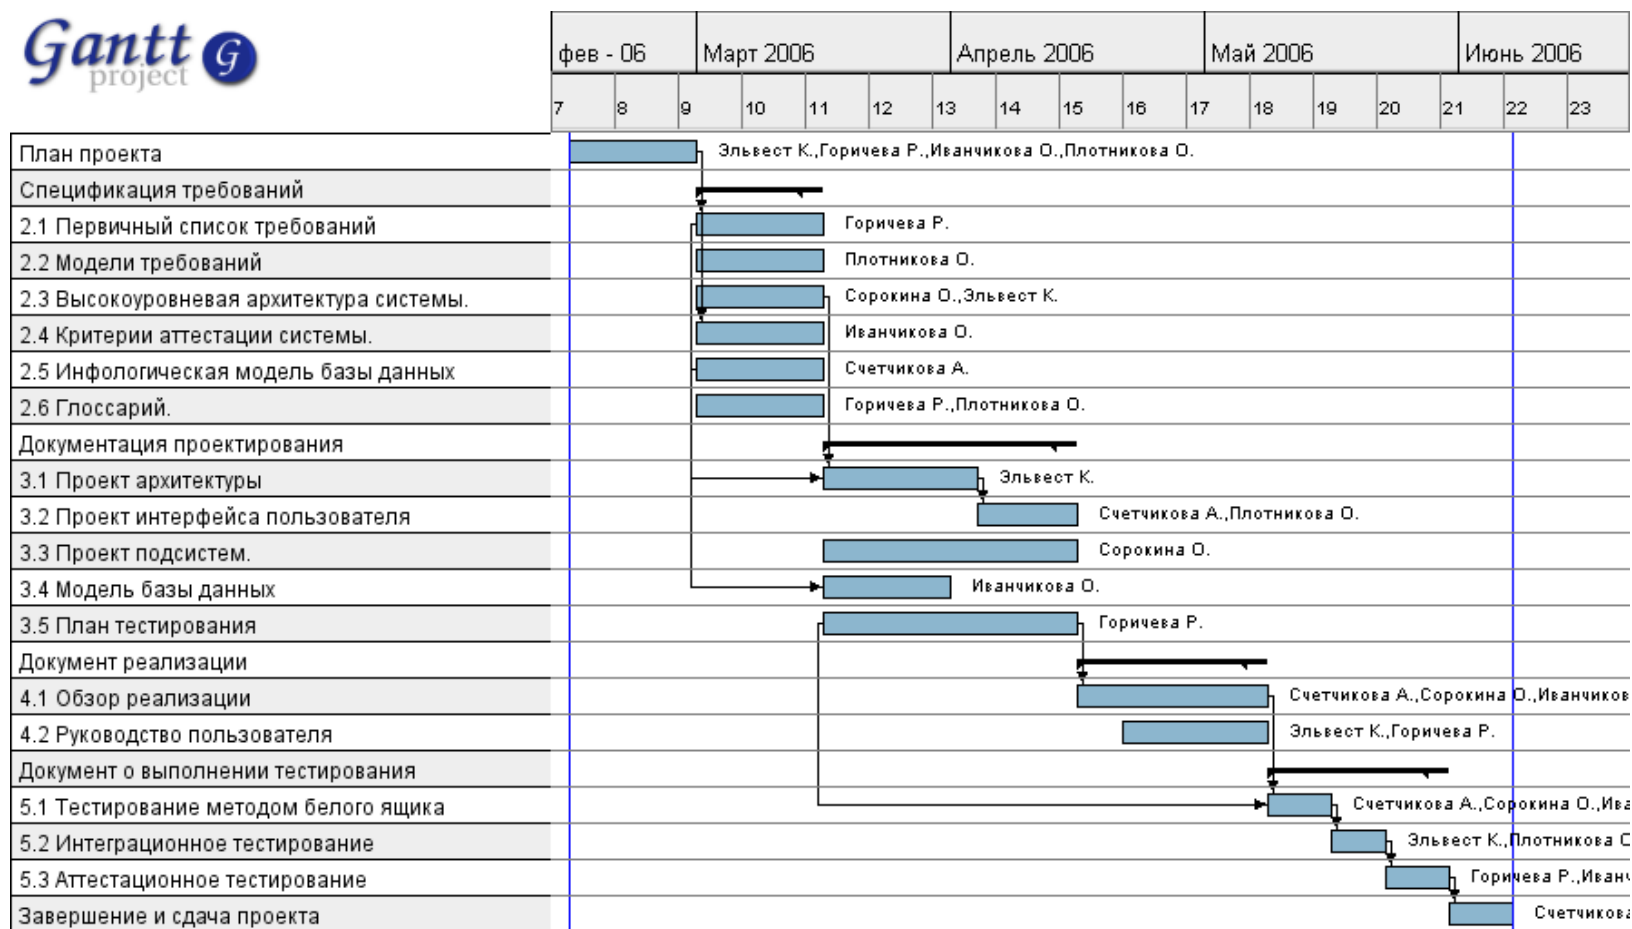 Gantt G
project
фев - 06 Март 2006 Апрель 2006 Май 2006 Июнь 2006
7 8 9 10 11 12 13 14 15 16 17 18 19 20 21 22 23
План проекта Эльвест К.,Горичева Р.,Иванчикова О.,Плотникова О.
Спецификация требований
2.1 Первичный список требований Горичева Р.
2.2 Модели требований Плотникова О.
2.3 Высокоуровневая архитектура системы. Сорокина О.,Эльвест К.
2.4 Критерии аттестации системы. Иванчикова О.
2.5 Инфологическая модель базы данных Счетчикова А.
2.6 Глоссарий. Горичева Р.,Плотникова О.
Документация проектирования
3.1 Проект архитектуры Эльвест К.
3.2 Проект интерфейса пользователя Счетчикова А.,Плотникова О.
3.3 Проект подсистем. Сорокина О.
3.4 Модель базы данных Иванчикова О.
3.5 План тестирования Горичева Р.
Документ реализации
4.1 Обзор реализации Счетчикова А.,Сорокина О.,Иванчиков
4.2 Руководство пользователя Эльвест К.,Горичева Р.
Документ о выполнении тестирования
5.1 Тестирование методом белого ящика Счетчикова А.,Сорокина О.,Ива
5.2 Интеграционное тестирование Эльвест К.,Плотникова О
5.3 Аттестационное тестирование Горичева Р.,Иванч
Завершение и сдача проекта Счетчикова